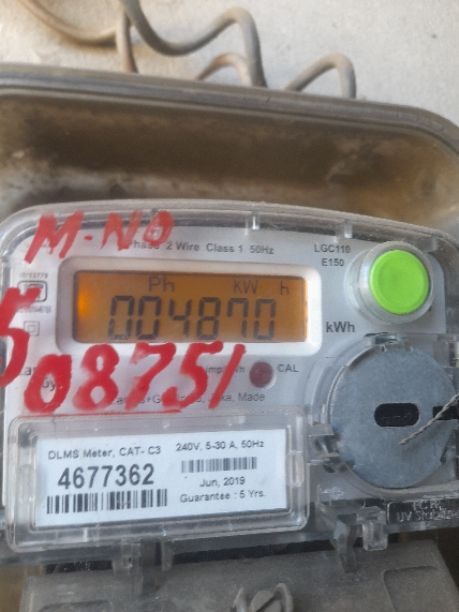 M-NO
Phase 2 Wire Class 1 50Hz
LGC110
E150
Ph KW h
004870
kWh
508751
CAL
DLMS Meter, CAT- C3
240V, 5-30 A, 50Hz
4677362
Jun, 2019
Guarantee : 5 Yrs.